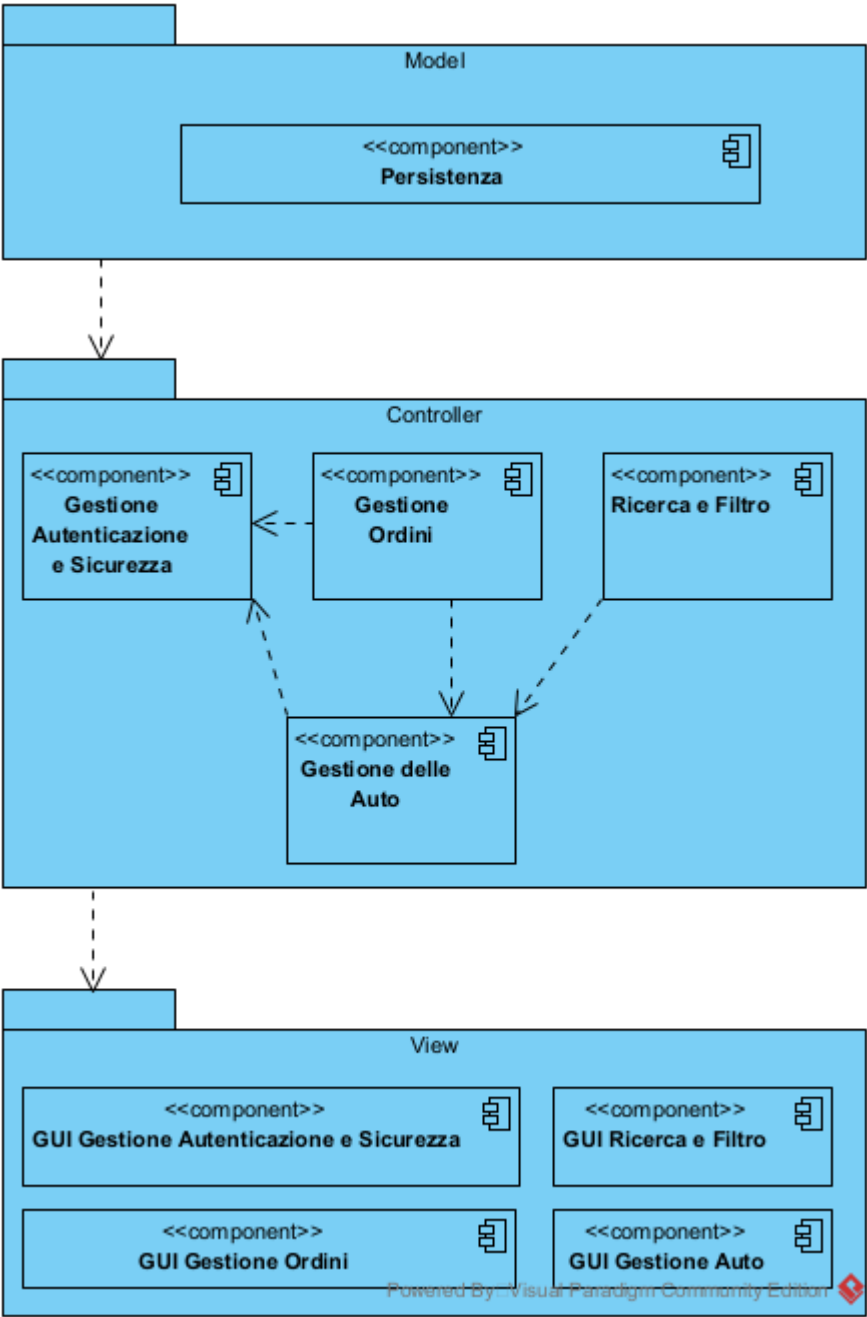 Model
<<component>>
Persistenza
Controller
<<component>>
Gestione
Autenticazione
e Sicurezza
<<component>>
Gestione
Ordini
<<component>>
Ricerca e Filtro
<<component>>
Gestione delle
Auto
View
<<component>>
GUI Gestione Autenticazione e Sicurezza
<<component>>
GUI Ricerca e Filtro
<<component>>
GUI Gestione Ordini
<<component>>
GUI Gestione Auto
Powered By Visual Paradigm Community Edition